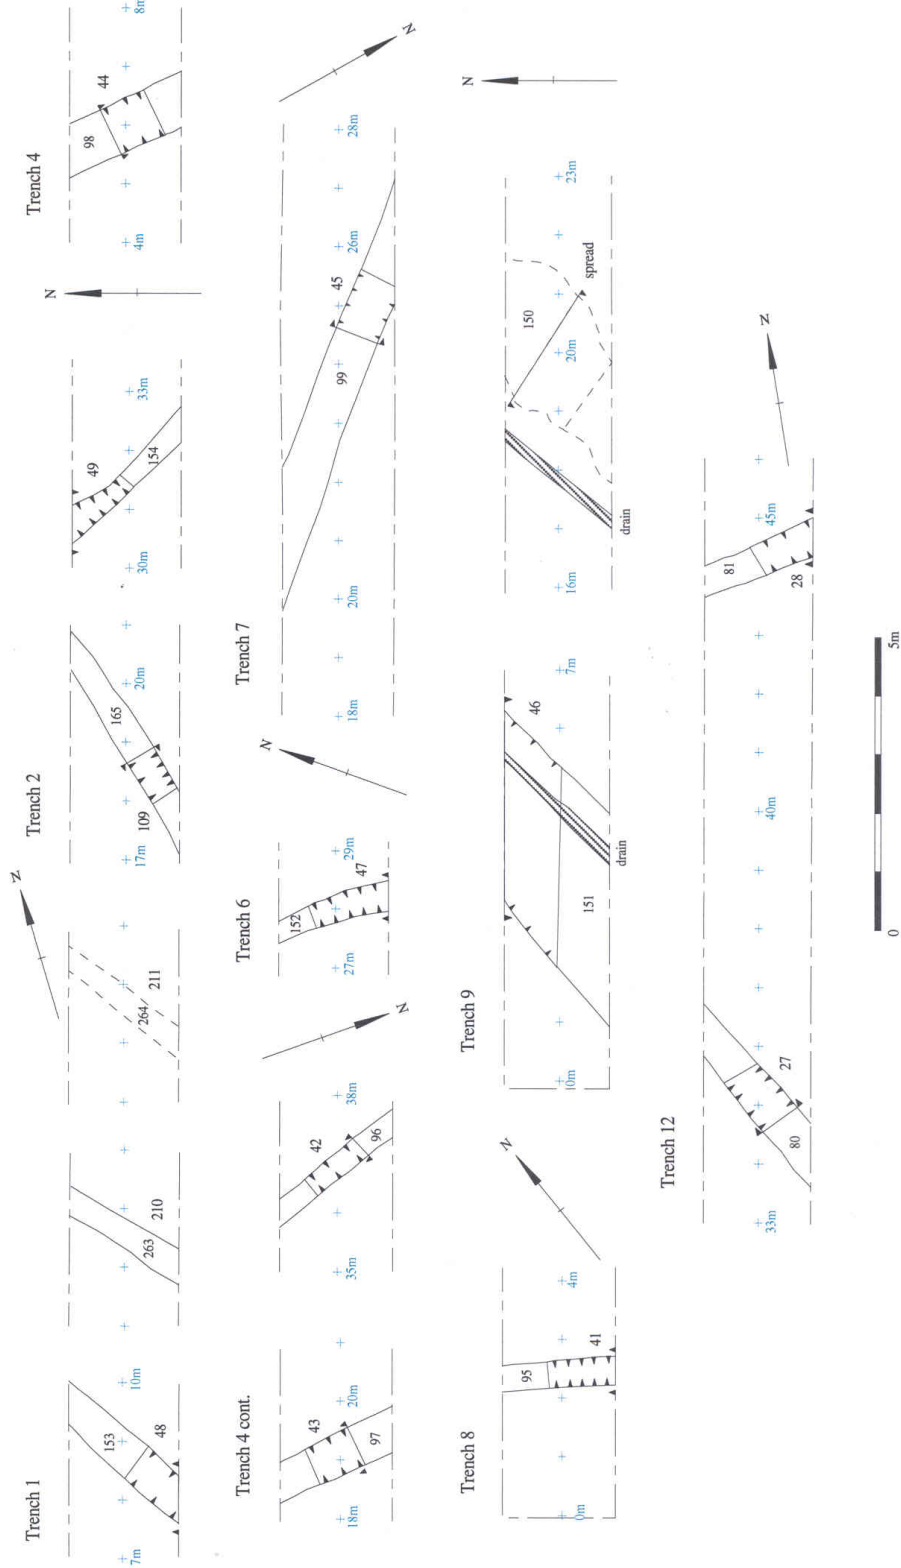 Trench 1
7m
10m
153
48
263
210
264
211
N
Trench 2
17m
20m
109
165
30m
33m
49
154
N
Trench 4
4m
8m
98
44
Trench 4 cont.
18m
20m
43
97
35m
38m
42
96
N
Trench 6
27m
29m
152
47
N
Trench 7
18m
20m
26m
28m
99
45
N
Trench 8
0m
4m
95
41
N
Trench 9
0m
7m
151
46
drain
16m
20m
23m
drain
150
spread
N
Trench 12
33m
40m
45m
80
27
81
28
N
0
5m